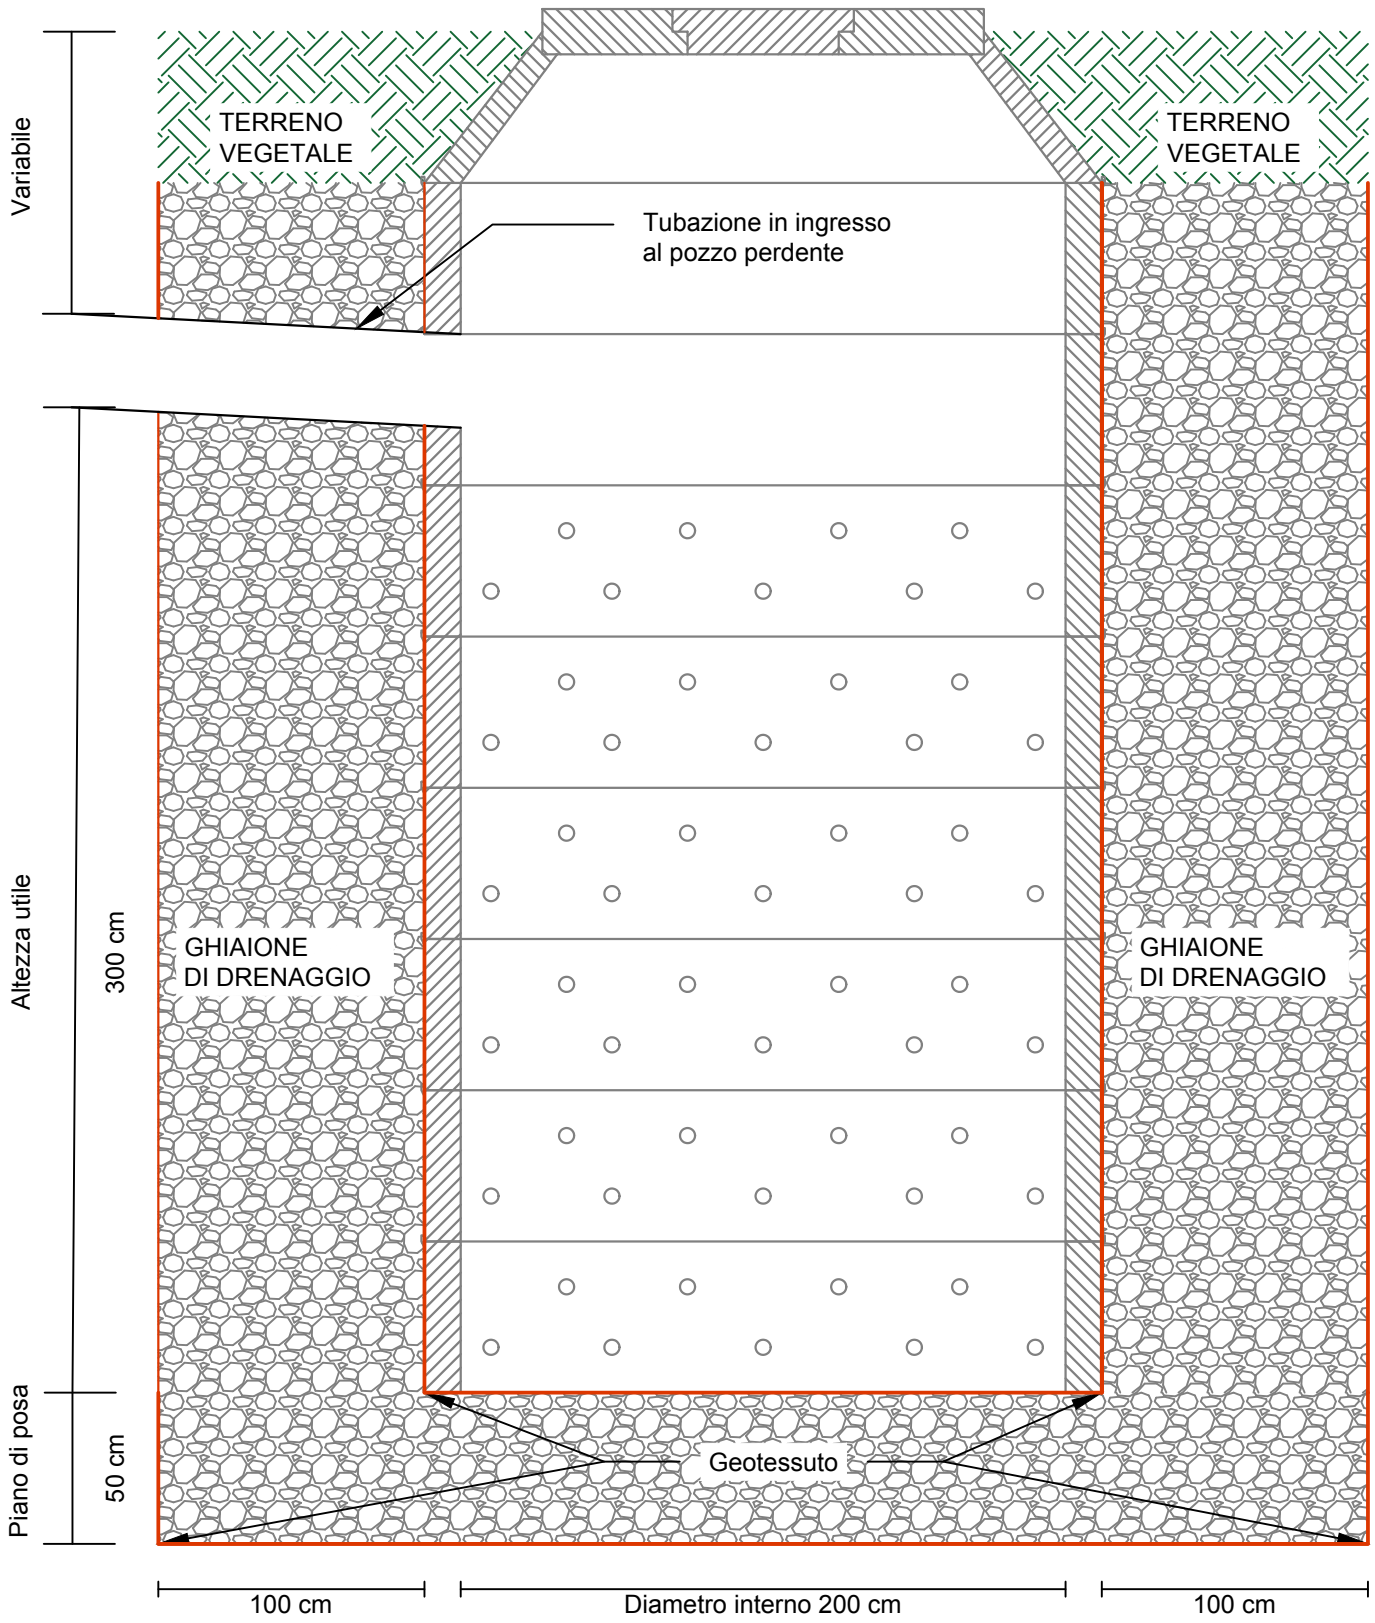 TERRENO
VEGETALE
TERRENO
VEGETALE
Variabile
Tubazione in ingresso
al pozzo perdente
Altezza utile
300 cm
GHIAIONE
DI DRENAGGIO
GHIAIONE
DI DRENAGGIO
Piano di posa
50 cm
Geotessuto
100 cm
Diametro interno 200 cm
100 cm